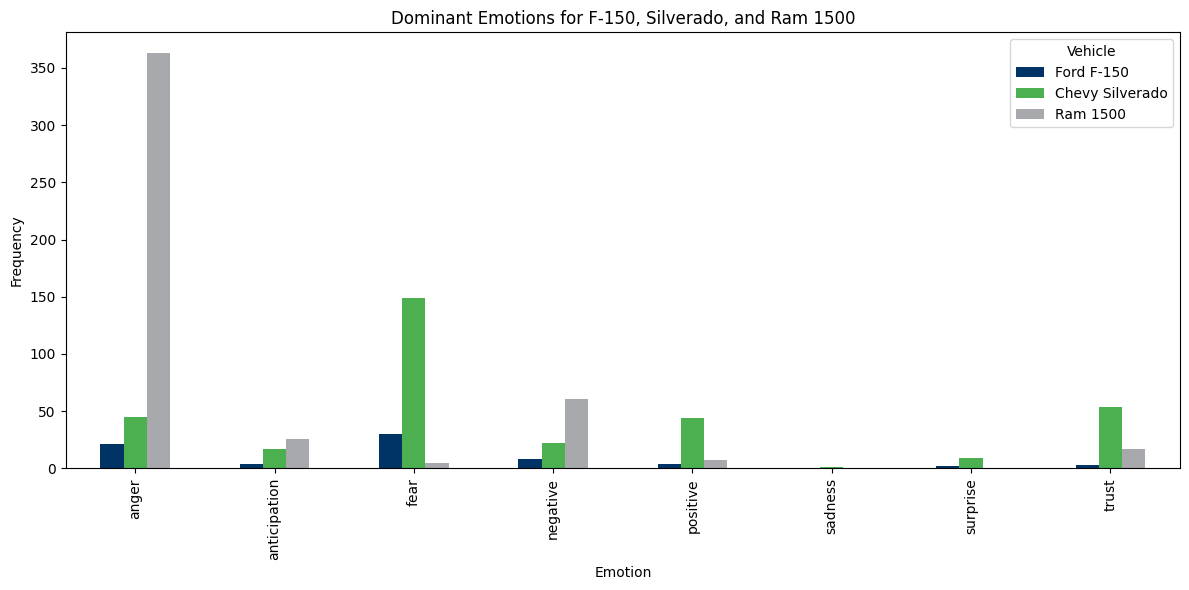 Dominant Emotions for F-150, Silverado, and Ram 1500
Vehicle
Ford F-150
Chevy Silverado
Ram 1500
Frequency
350
300
250
200
150
100
50
0
anger
anticipation
fear
negative
positive
sadness
surprise
trust
Emotion